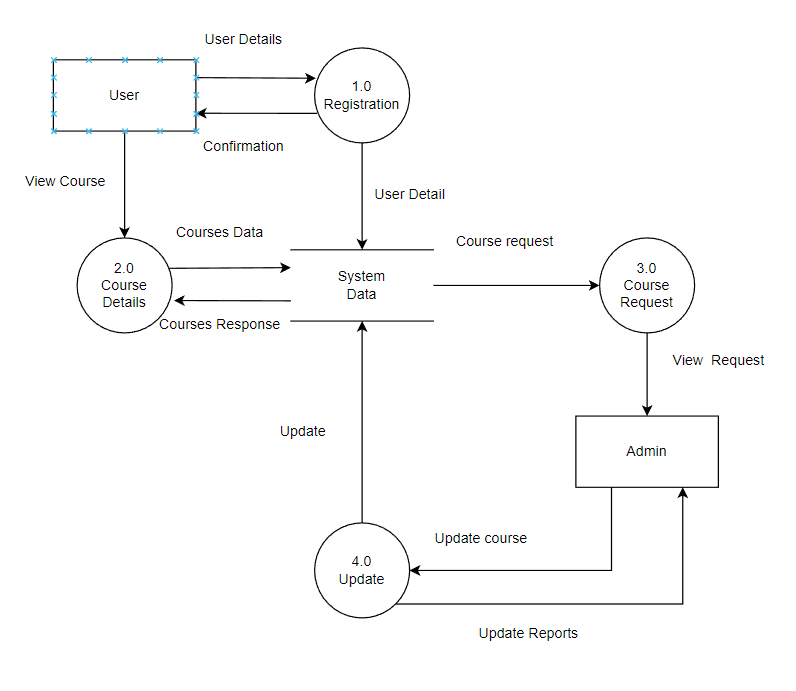 User Details
User
1.0
Registration
Confirmation
View Course
User Detail
Courses Data
Course request
2.0
Course
Details
System
Data
3.0
Course
Request
Courses Response
View  Request
Update
Admin
Update course
4.0
Update
Update Reports